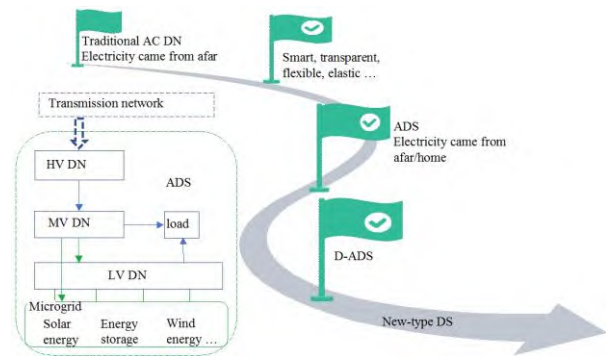 Traditional AC DN
Electricity came from afar
Smart, transparent,
flexible, elastic ...
Transmission network
ADS
Electricity came from
afar/home
HV DN
ADS
MV DN
load
D-ADS
LV DN
Microgrid
Solar
energy
Energy
storage
Wind
energy ...
New-type DS